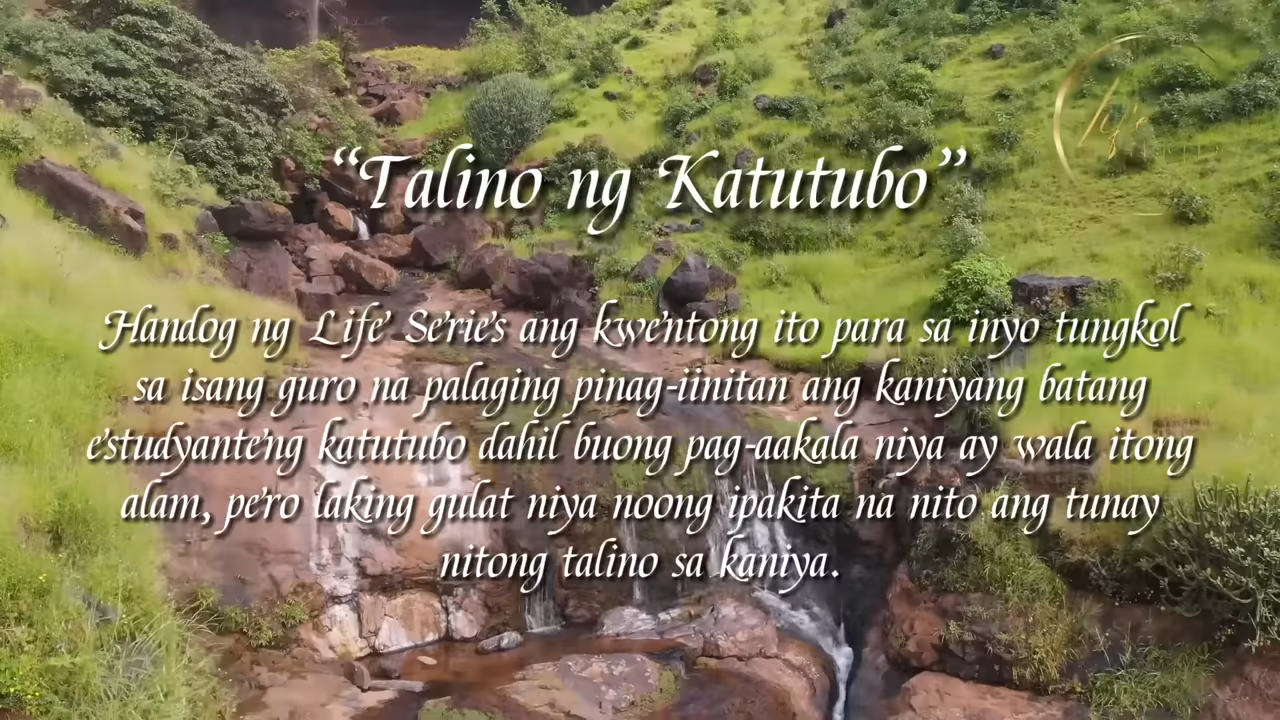 “Talino ng Katutubo”
Handog ng Life Series ang kwentong ito para sa inyo tungkol
sa isang guro na palaging pinag-iinitan ang kaniyang batang
estudyanteng katutubo dahil buong pag-aakala niya ay wala itong
alam, pero laking gulat niya noong ipakita na nito ang tunay
nitong talino sa kaniya.